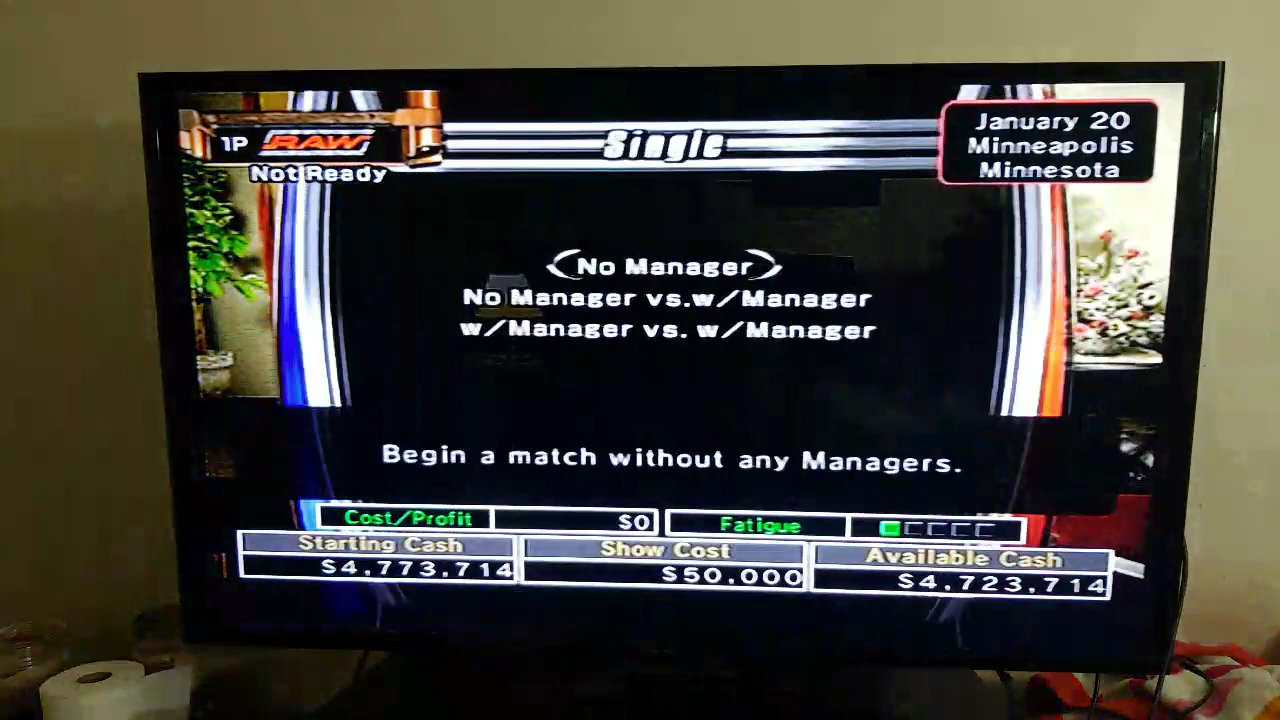 1P RAW
Not Ready
Single
January 20
Minneapolis
Minnesota
No Manager
No Manager vs.w/Manager
w/Manager vs. w/Manager
Begin a match without any Managers.
Cost/Profit $0 Fatigue
Starting Cash Show Cost Available Cash
$4,773,714 $50,000 $4,723,714